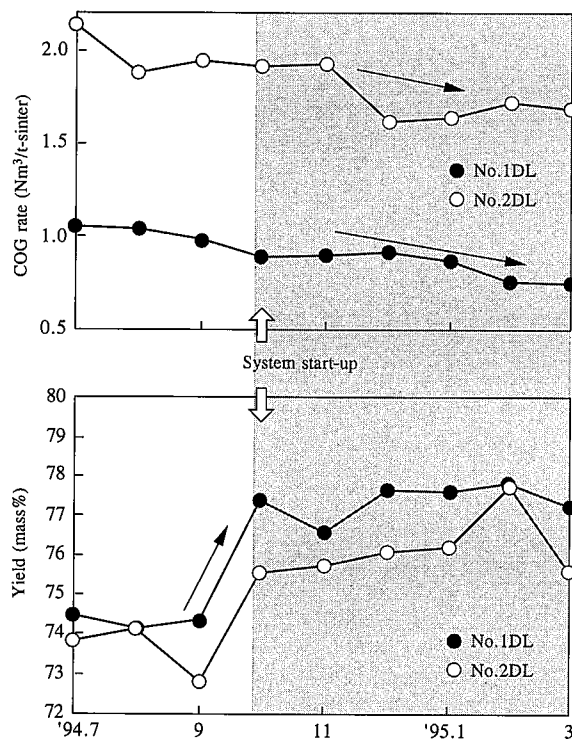 2.0
1.5
1.0
0.5
COG rate (Nm³/t-sinter)
No.1DL
No.2DL
System start-up
80
79
78
77
76
75
74
73
72
Yield (mass%)
No.1DL
No.2DL
'94.7 9 11 '95.1 3